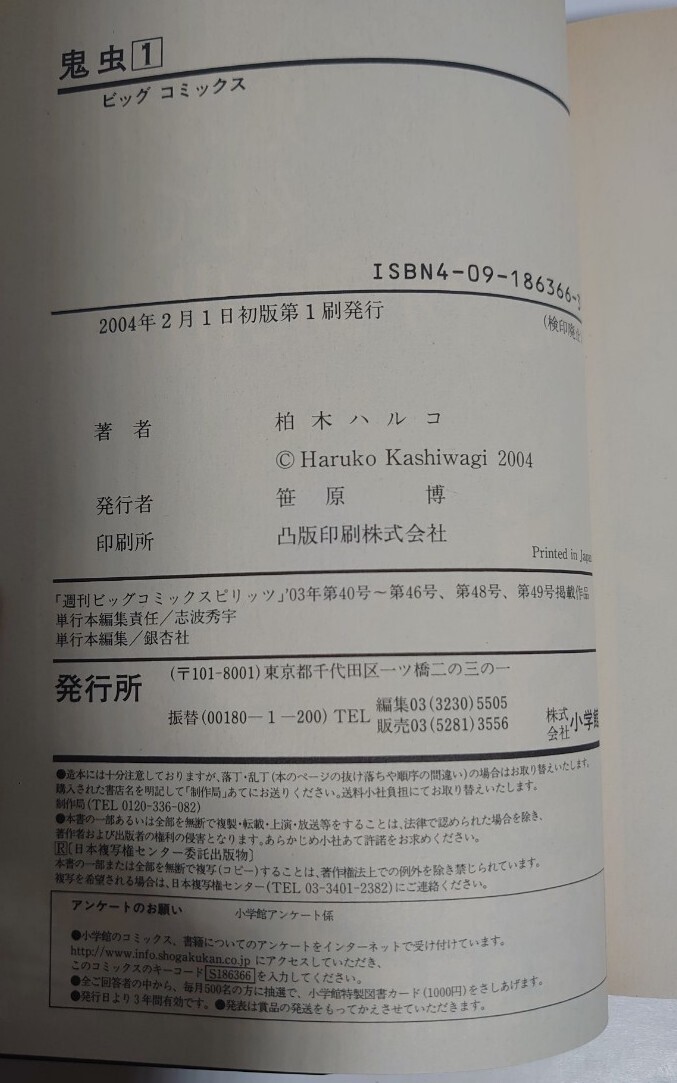 鬼虫1
ビッグ コミックス
ISBN4-09-186366-
2004年2月1日初版第1刷発行
(検印廃止
著者 柏木ハルコ
© Haruko Kashiwagi 2004
発行者 笹原 博
印刷所 凸版印刷株式会社
Printed in Japan
「週刊ビッグコミックスピリッツ」'03年第40号〜第46号、第48号、第49号掲載作品
単行本編集責任/志波秀宇
単行本編集/銀杏社
発行所
(〒101-8001)東京都千代田区一ツ橋二の三の一
振替(00180―1―200) TEL 編集03(3230)5505
販売03(5281)3556
株式会社 小学館
●造本には十分注意しておりますが、落丁・乱丁(本のページの抜け落ちや順序の間違い)の場合はお取り替えいたします。
購入された書店名を明記して「制作局」あてにお送りください。送料小社負担にてお取り替えいたします。
制作局(TEL 0120-336-082)
●本書の一部あるいは全部を無断で複製・転載・上演・放送等をすることは、法律で認められた場合を除き、
著作者および出版者の権利の侵害となります。あらかじめ小社あて許諾をお求めください。
R[日本複写権センター委託出版物]
本書の一部または全部を無断で複写(コピー)することは、著作権法上での例外を除き禁じられています。
複写を希望される場合は、日本複写権センター(TEL 03-3401-2382)にご連絡ください。
アンケートのお願い 小学館アンケート係
●小学館のコミックス、書籍についてのアンケートをインターネットで受け付けています。
http://www.info.shogakukan.co.jp にアクセスしていただき、
このコミックスのキーコード S186366 を入力してください。
●全ご回答者の中から、毎月500名の方に抽選で、小学館特製図書カード(1000円)をさしあげます。
●発行日より3年間有効です。●発表は賞品の発送をもってかえさせていただきます。